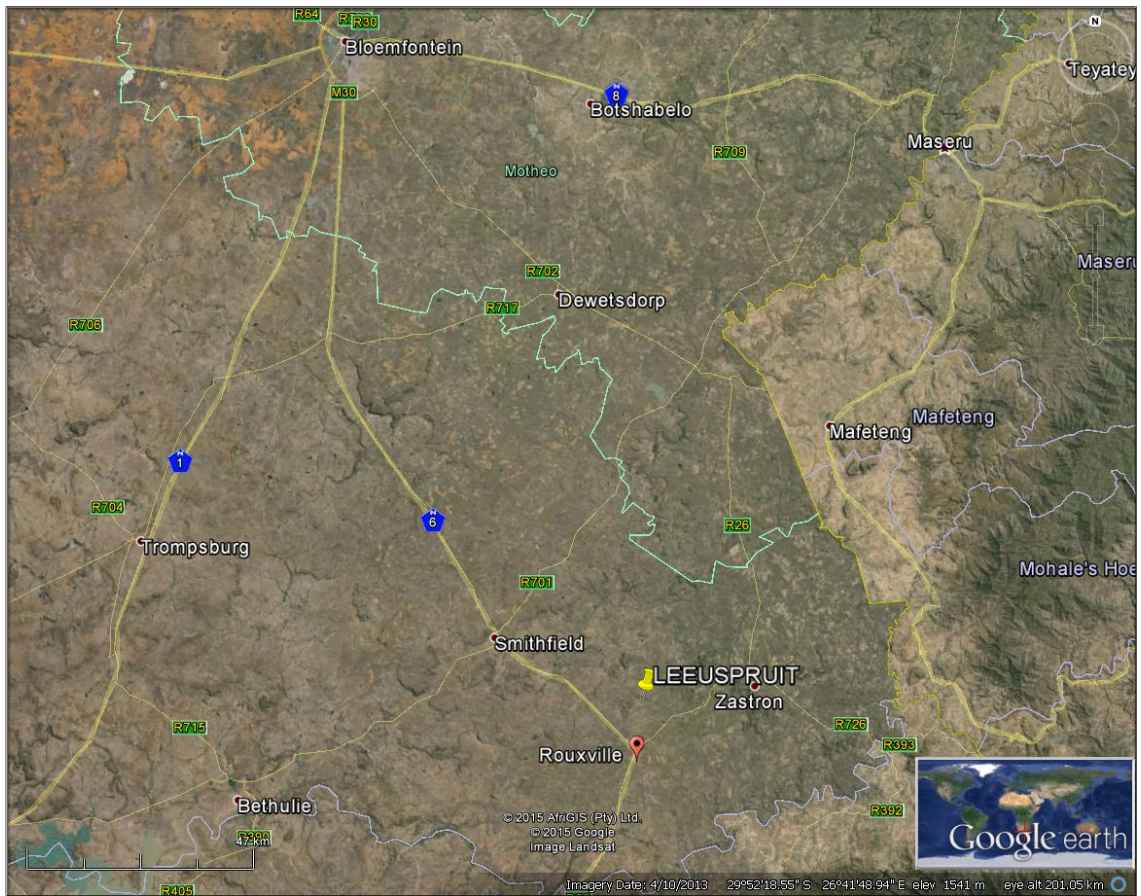 R64
R30
Bloemfontein
N
Teyatey
M30
N
8
Botshabelo
Maseru
R709
Motheo
Maseru
R702
Dewetsdorp
R717
R706
Mafeteng
Mafeteng
N
1
R704
N
6
R26
Trompsburg
R701
Mohale's Hoe
Smithfield
LEEUSPRUIT
Zastron
R715
R726
R393
Rouxville
Bethulie
R392
© 2015 AfriGIS (Pty) Ltd.
© 2015 Google
Image Landsat
R390
47 km
Google earth
R405
Imagery Date: 4/10/2013 29°52'18.55" S 26°41'48.94" E elev 1541 m eye alt 201.05 km